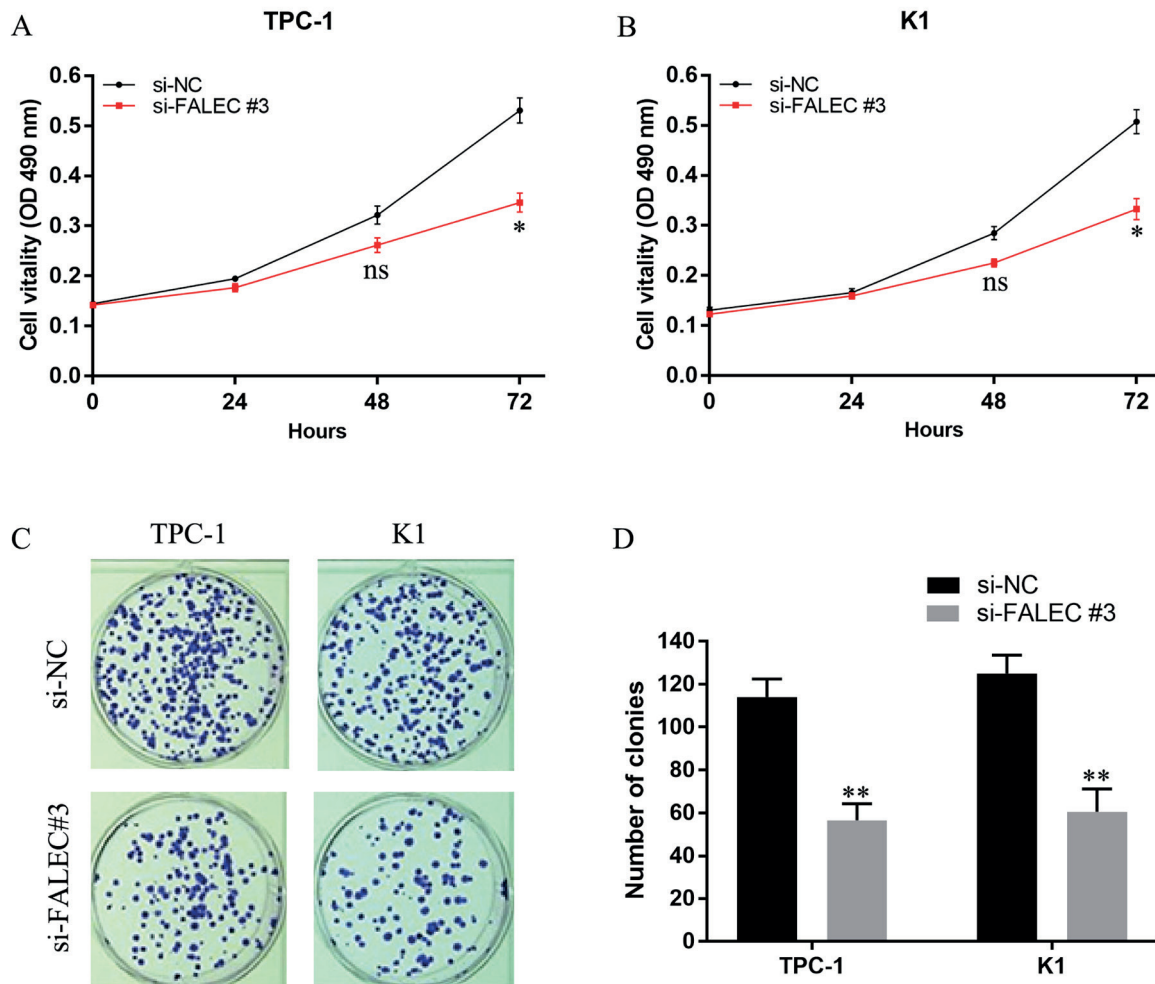 A
TPC-1
si-NC
si-FALEC #3
0.6
0.5
0.4
0.3
0.2
0.1
0.0
Cell vitality (OD 490 nm)
ns
*
0 24 48 72
Hours
B
K1
si-NC
si-FALEC #3
0.6
0.5
0.4
0.3
0.2
0.1
0.0
Cell vitality (OD 490 nm)
ns
*
0 24 48 72
Hours
C
TPC-1 K1
si-NC
si-FALEC#3
D
si-NC
si-FALEC #3
140
120
100
80
60
40
20
0
Number of clonies
** **
TPC-1 K1